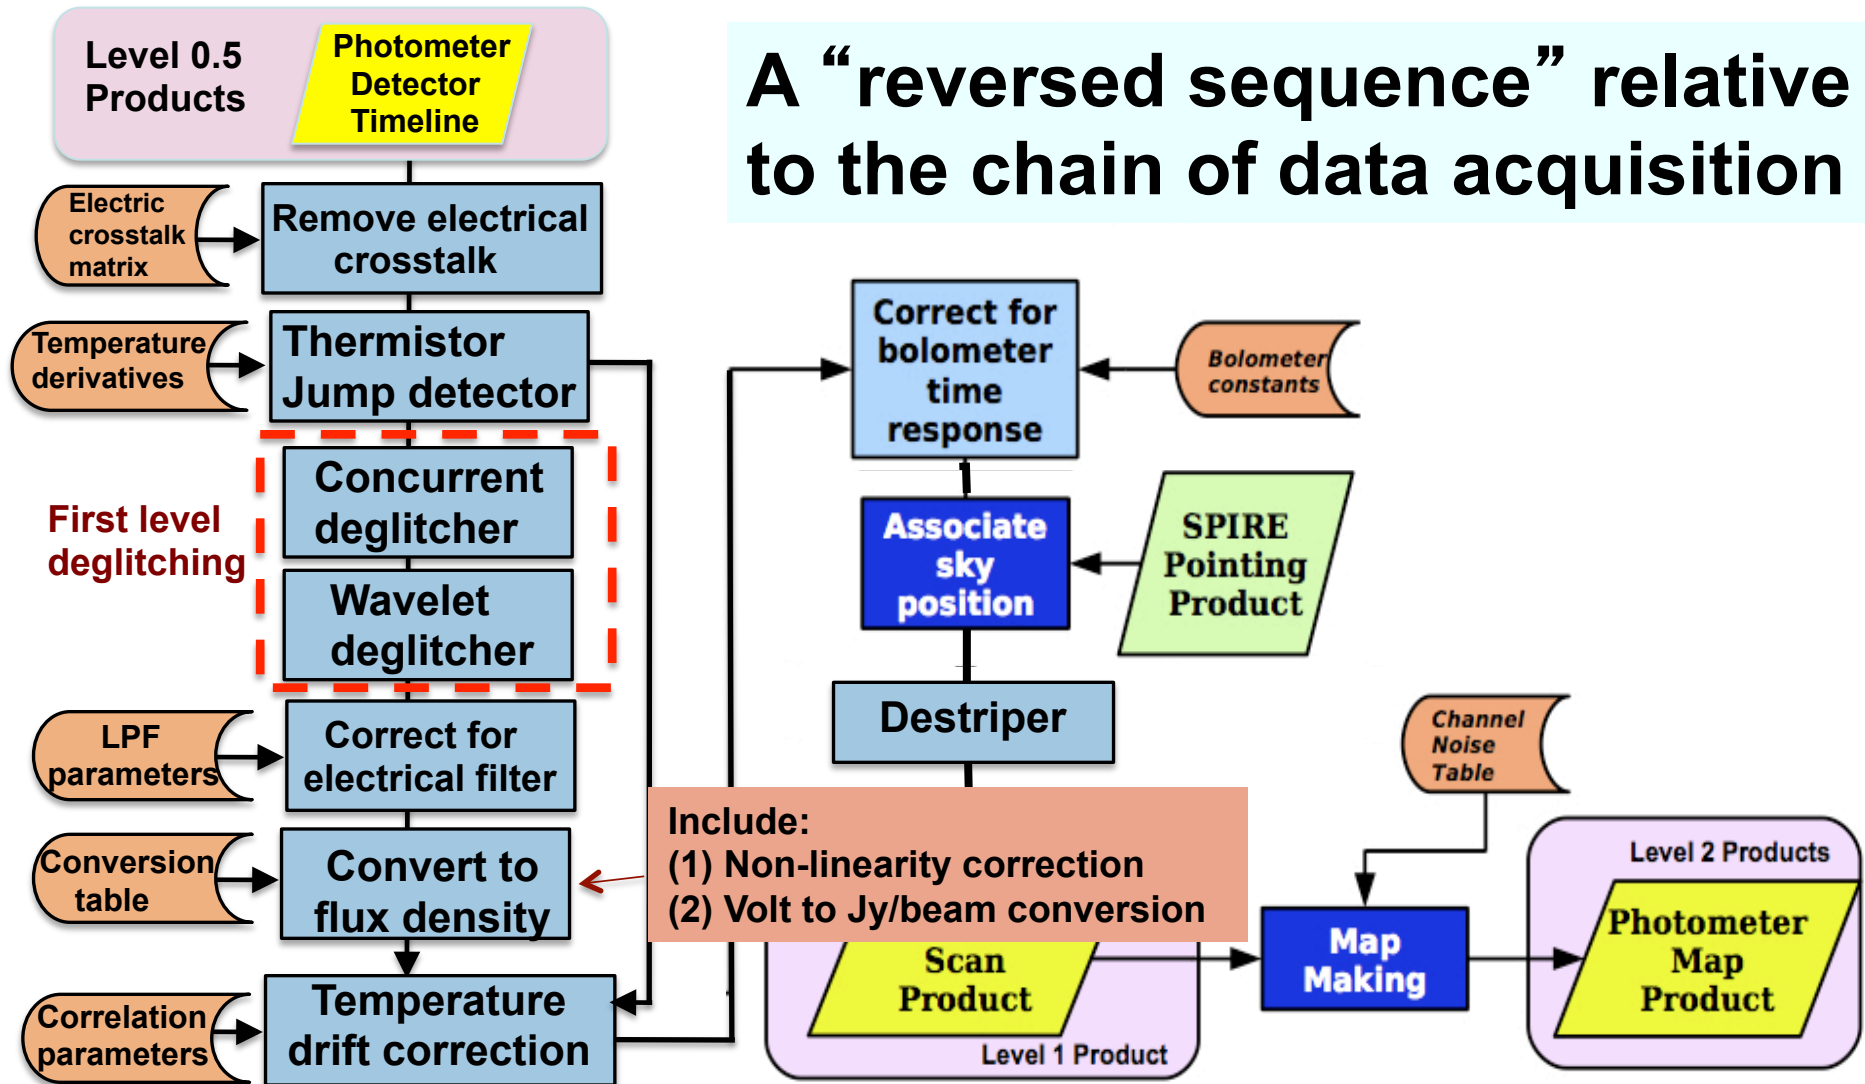 Level 0.5
Products
Photometer
Detector
Timeline
A “reversed sequence” relative
to the chain of data acquisition
Electric
crosstalk
matrix
Remove electrical
crosstalk
Temperature
derivatives
Thermistor
Jump detector
First level
deglitching
Concurrent
deglitcher
Wavelet
deglitcher
LPF
parameters
Correct for
electrical filter
Conversion
table
Convert to
flux density
Correlation
parameters
Temperature
drift correction
Correct for
bolometer
time
response
Bolometer
constants
Associate
sky
position
SPIRE
Pointing
Product
Destriper
Include:
(1) Non-linearity correction
(2) Volt to Jy/beam conversion
Scan
Product
Level 1 Product
Channel
Noise
Table
Map
Making
Level 2 Products
Photometer
Map
Product